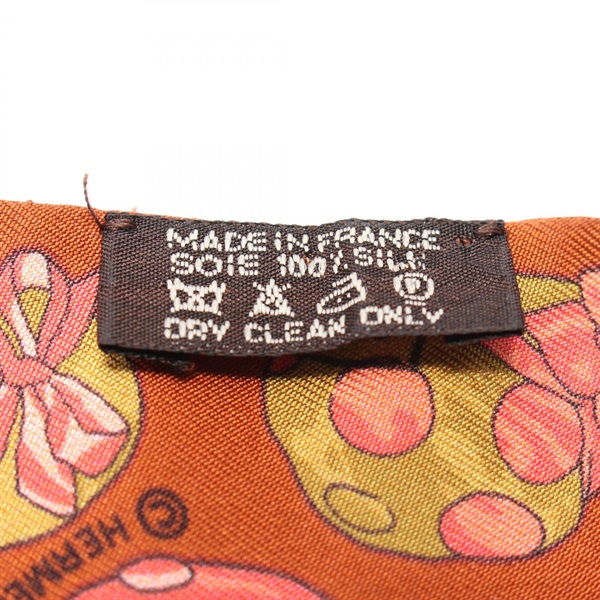 MADE IN FRANCE
SOIE 100% SILK
P
DRY CLEAN ONLY
© HERM